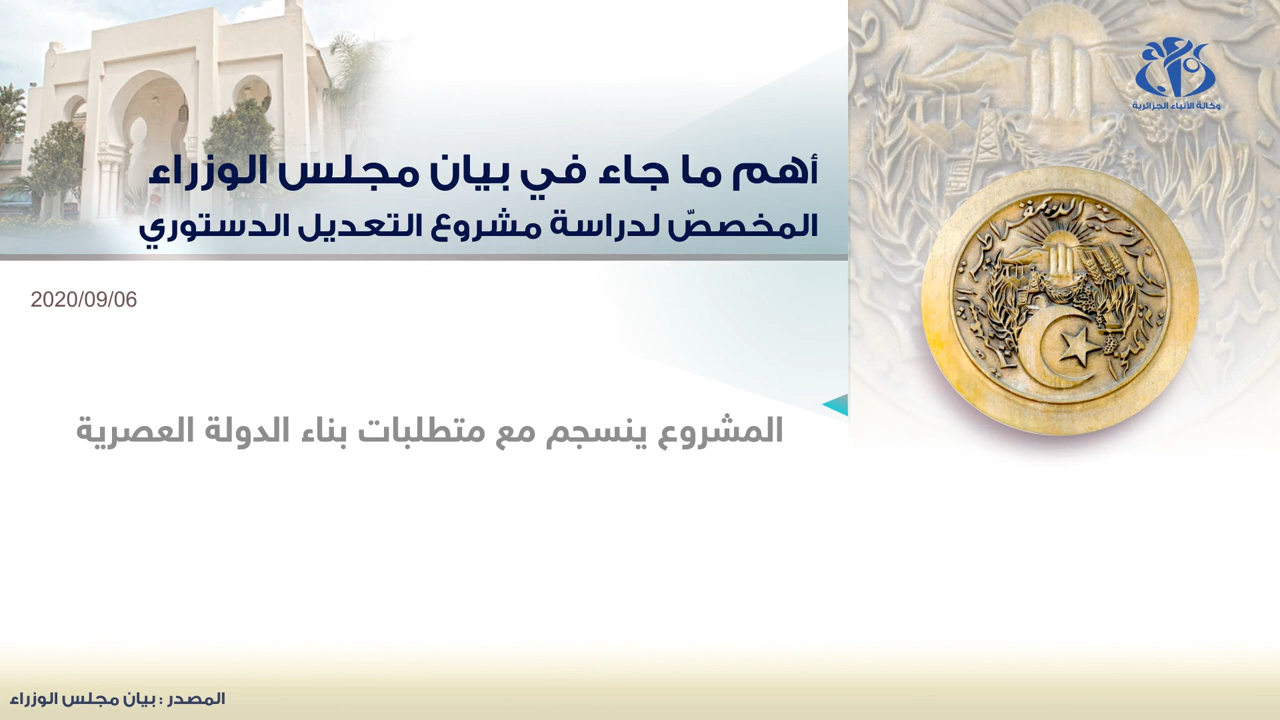 وكالة الأنباء الجزائرية
أهم ما جاء في بيان مجلس الوزراء
المخصصّ لدراسة مشروع التعديل الدستوري
2020/09/06
المشروع ينسجم مع متطلبات بناء الدولة العصرية
المصدر : بيان مجلس الوزراء